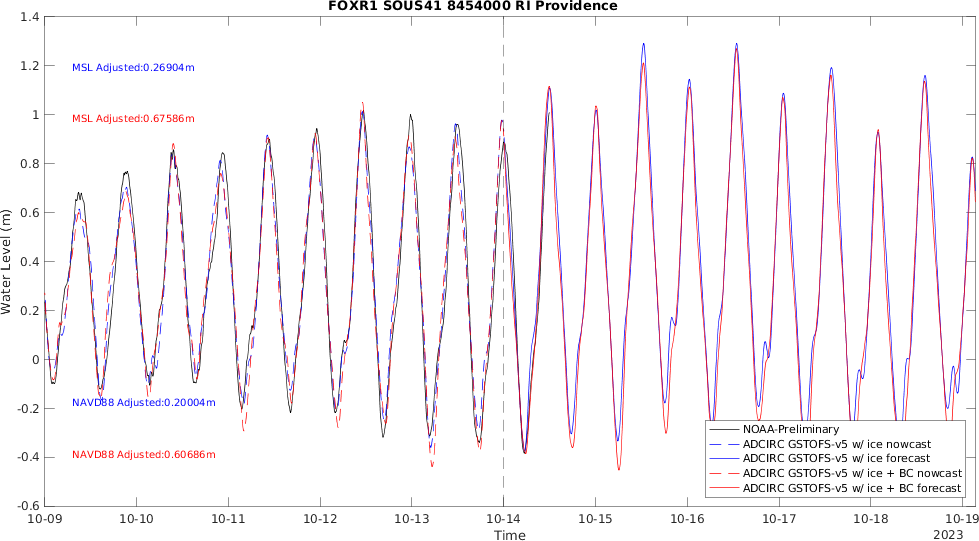 FOXR1 SOUS41 8454000 RI Providence
1.4
1.2
1
0.8
0.6
0.4
0.2
0
-0.2
-0.4
-0.6
Water Level (m)
MSL Adjusted:0.26904m
MSL Adjusted:0.67586m
NAVD88 Adjusted:0.20004m
NAVD88 Adjusted:0.60686m
NOAA-Preliminary
ADCIRC GSTOFS-v5 w/ ice nowcast
ADCIRC GSTOFS-v5 w/ ice forecast
ADCIRC GSTOFS-v5 w/ ice + BC nowcast
ADCIRC GSTOFS-v5 w/ ice + BC forecast
10-09 10-10 10-11 10-12 10-13 10-14 10-15 10-16 10-17 10-18 10-19
Time
2023